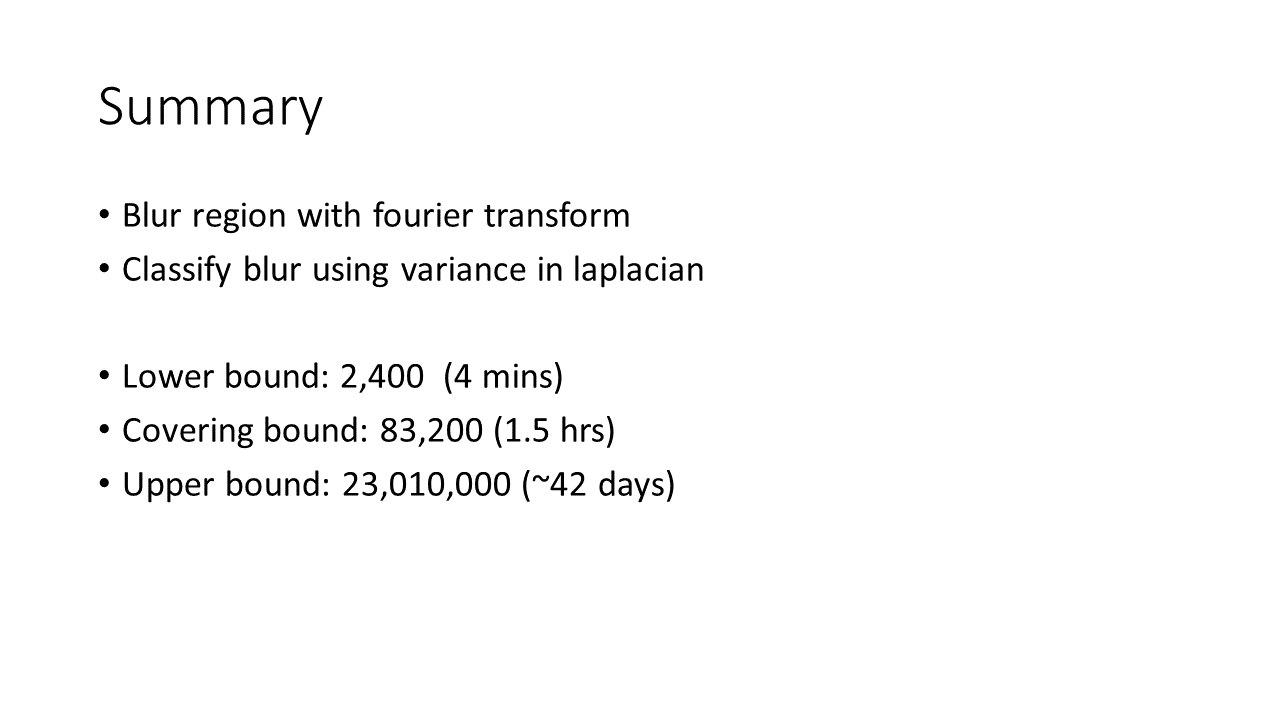 Summary
• Blur region with fourier transform
• Classify blur using variance in laplacian
• Lower bound: 2,400  (4 mins)
• Covering bound: 83,200 (1.5 hrs)
• Upper bound: 23,010,000 (~42 days)